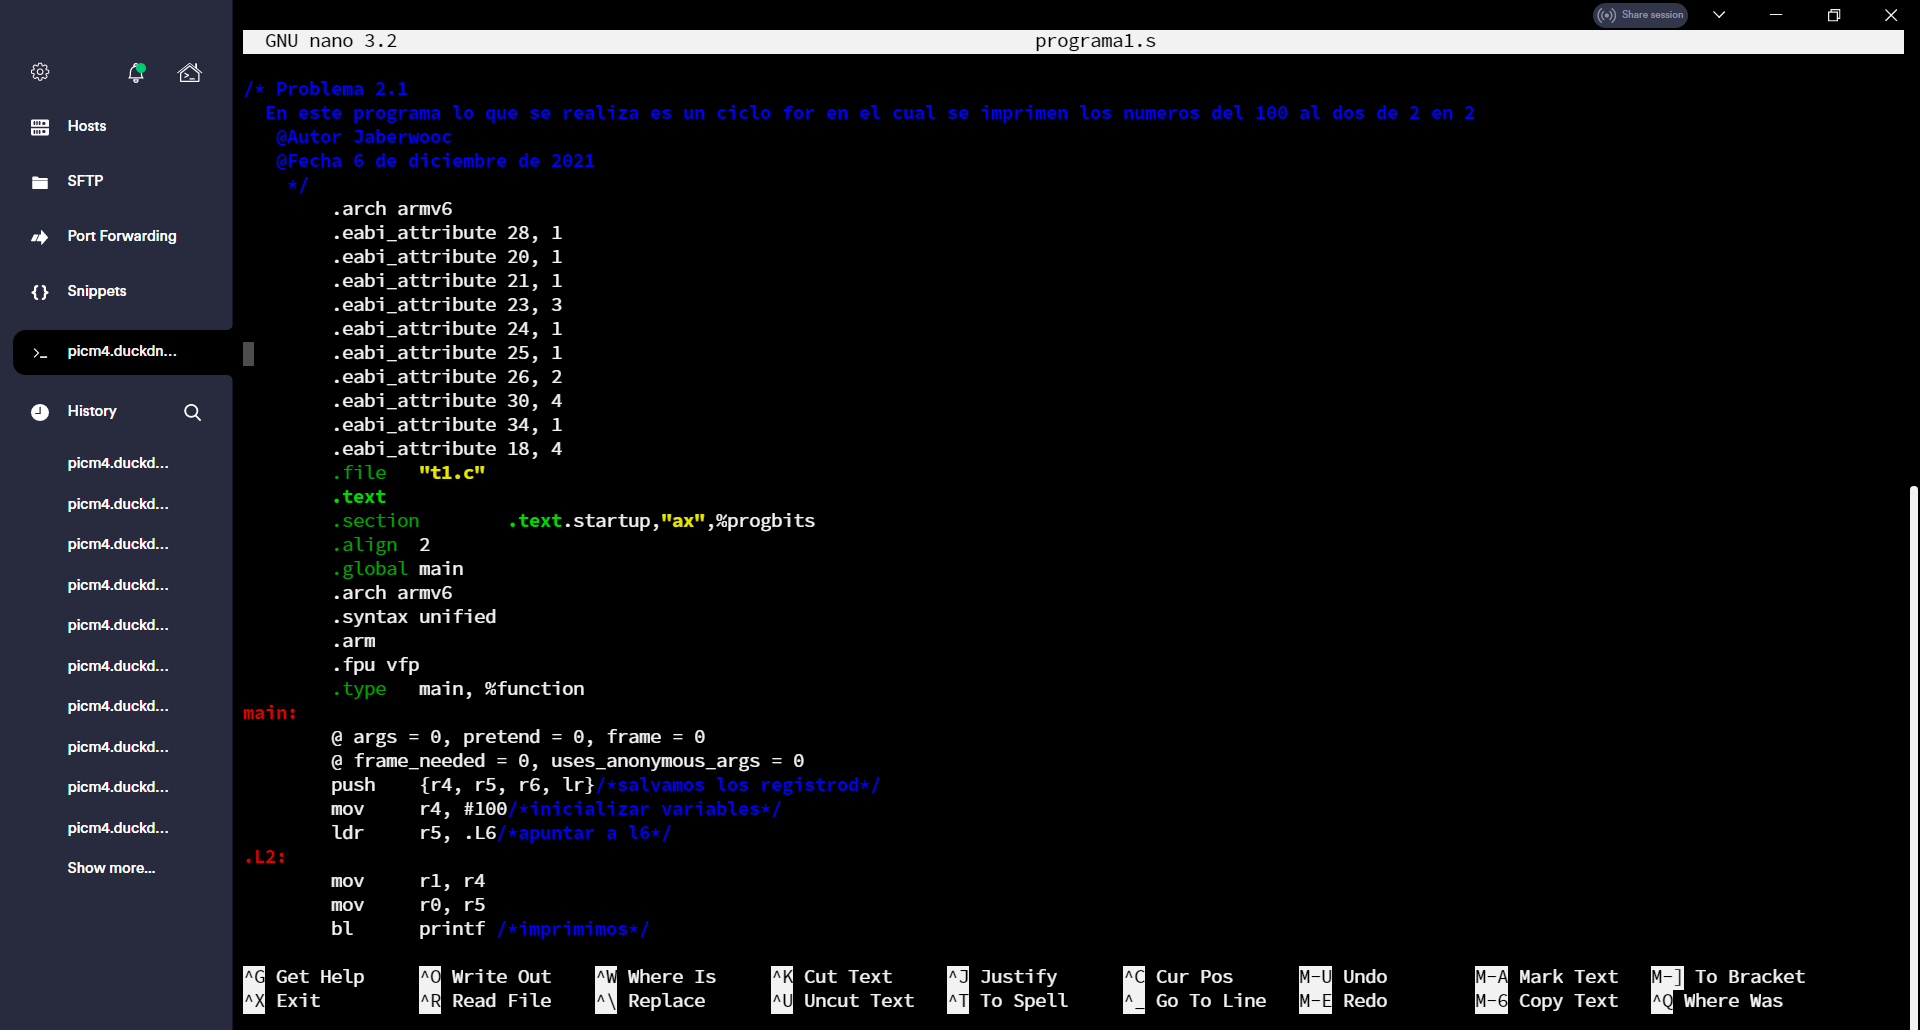 Share session
GNU nano 3.2 programa1.s
Hosts
SFTP
Port Forwarding
Snippets
picm4.duckdn...
History
picm4.duckd...
picm4.duckd...
picm4.duckd...
picm4.duckd...
picm4.duckd...
picm4.duckd...
picm4.duckd...
picm4.duckd...
picm4.duckd...
picm4.duckd...
Show more...
/* Problema 2.1
En este programa lo que se realiza es un ciclo for en el cual se imprimen los numeros del 100 al dos de 2 en 2
@Autor Jaberwooc
@Fecha 6 de diciembre de 2021
*/
.arch armv6
.eabi_attribute 28, 1
.eabi_attribute 20, 1
.eabi_attribute 21, 1
.eabi_attribute 23, 3
.eabi_attribute 24, 1
.eabi_attribute 25, 1
.eabi_attribute 26, 2
.eabi_attribute 30, 4
.eabi_attribute 34, 1
.eabi_attribute 18, 4
.file "t1.c"
.text
.section .text.startup,"ax",%progbits
.align 2
.global main
.arch armv6
.syntax unified
.arm
.fpu vfp
.type main, %function
main:
@ args = 0, pretend = 0, frame = 0
@ frame_needed = 0, uses_anonymous_args = 0
push {r4, r5, r6, lr}/*salvamos los registrod*/
mov r4, #100/*inicializar variables*/
ldr r5, .L6/*apuntar a l6*/
.L2:
mov r1, r4
mov r0, r5
bl printf /*imprimimos*/
^G Get Help ^O Write Out ^W Where Is ^K Cut Text ^J Justify ^C Cur Pos M-U Undo M-A Mark Text M-] To Bracket
^X Exit ^R Read File ^\ Replace ^U Uncut Text ^T To Spell ^_ Go To Line M-E Redo M-6 Copy Text ^Q Where Was